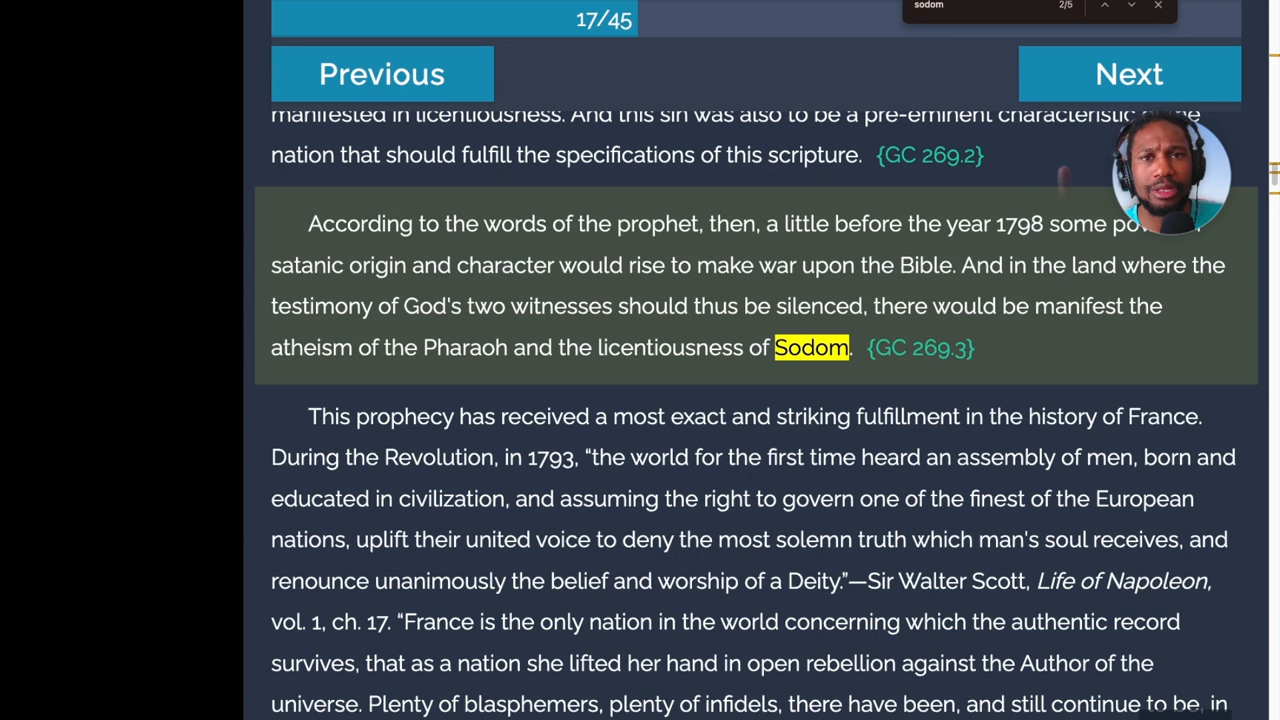 sodom 2/5
17/45
Previous Next
manifested in licentiousness. And this sin was also to be a pre-eminent characteristic
nation that should fulfill the specifications of this scripture. {GC 269.2}
According to the words of the prophet, then, a little before the year 1798 some
satanic origin and character would rise to make war upon the Bible. And in the land where the
testimony of God's two witnesses should thus be silenced, there would be manifest the
atheism of the Pharaoh and the licentiousness of Sodom. {GC 269.3}
This prophecy has received a most exact and striking fulfillment in the history of France.
During the Revolution, in 1793, “the world for the first time heard an assembly of men, born and
educated in civilization, and assuming the right to govern one of the finest of the European
nations, uplift their united voice to deny the most solemn truth which man's soul receives, and
renounce unanimously the belief and worship of a Deity.”—Sir Walter Scott, Life of Napoleon,
vol. 1, ch. 17. “France is the only nation in the world concerning which the authentic record
survives, that as a nation she lifted her hand in open rebellion against the Author of the
universe. Plenty of blasphemers, plenty of infidels, there have been, and still continue to be, in